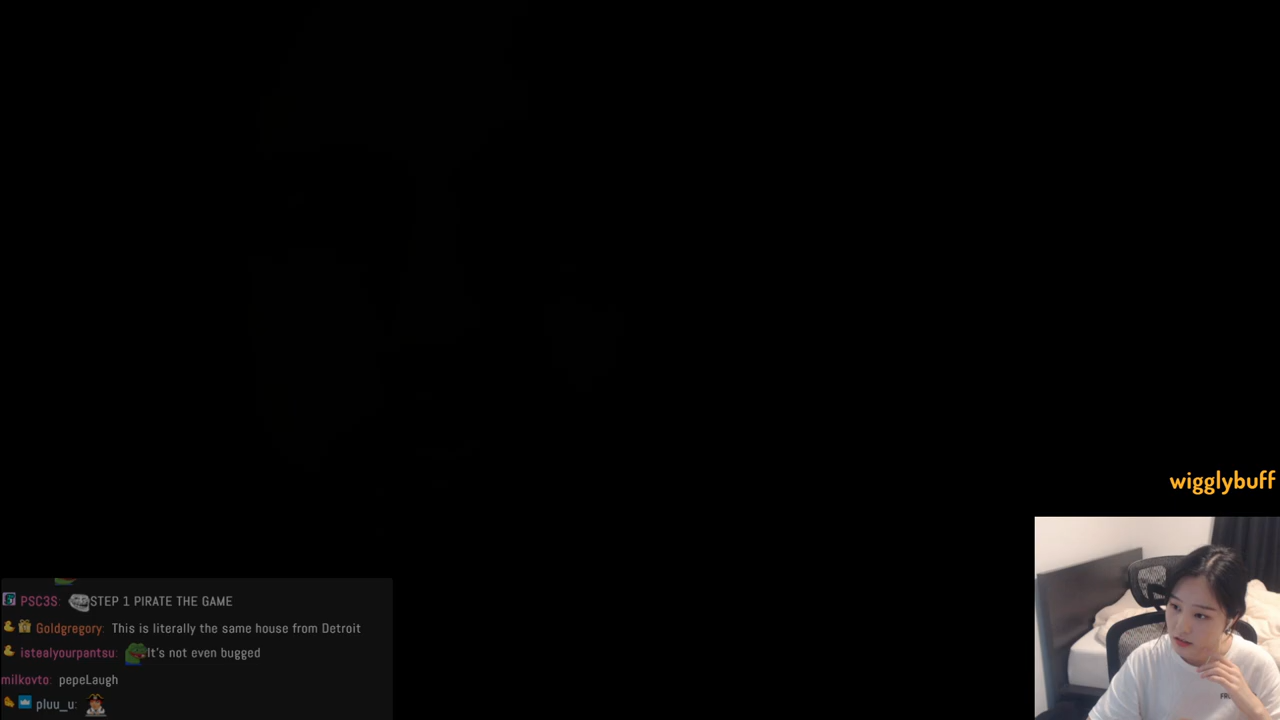 wigglybuff
PSC3S: STEP 1 PIRATE THE GAME
Goldgregory: This is literally the same house from Detroit
istealyourpantsu: It's not even bugged
milkovto: pepeLaugh
pluu_u: